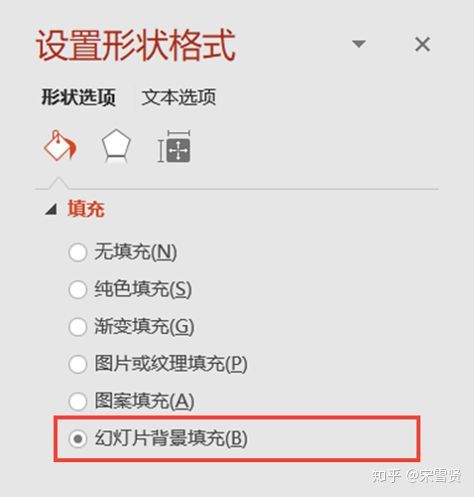 设置形状格式
形状选项 文本选项
填充
无填充(N)
纯色填充(S)
渐变填充(G)
图片或纹理填充(P)
图案填充(A)
幻灯片背景填充(B)
知乎 @宋雪贤